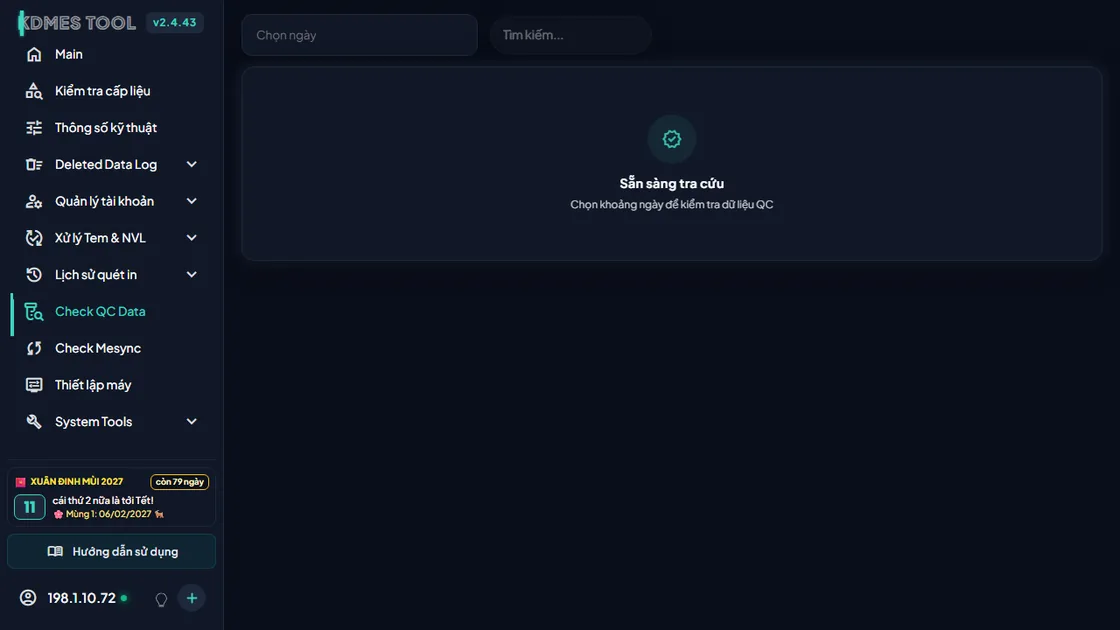 KDMES TOOL v2.4.43
Main
Kiểm tra cấp liệu
Thông số kỹ thuật
Deleted Data Log
Quản lý tài khoản
Xử lý Tem & NVL
Lịch sử quét in
Check QC Data
Check Mesync
Thiết lập máy
System Tools
XUÂN ĐINH MÙI 2027 còn 79 ngày
11 cái thứ 2 nữa là tới Tết!
Mùng 1: 06/02/2027
Hướng dẫn sử dụng
198.1.10.72
Chọn ngày
Tìm kiếm...
Sẵn sàng tra cứu
Chọn khoảng ngày để kiểm tra dữ liệu QC